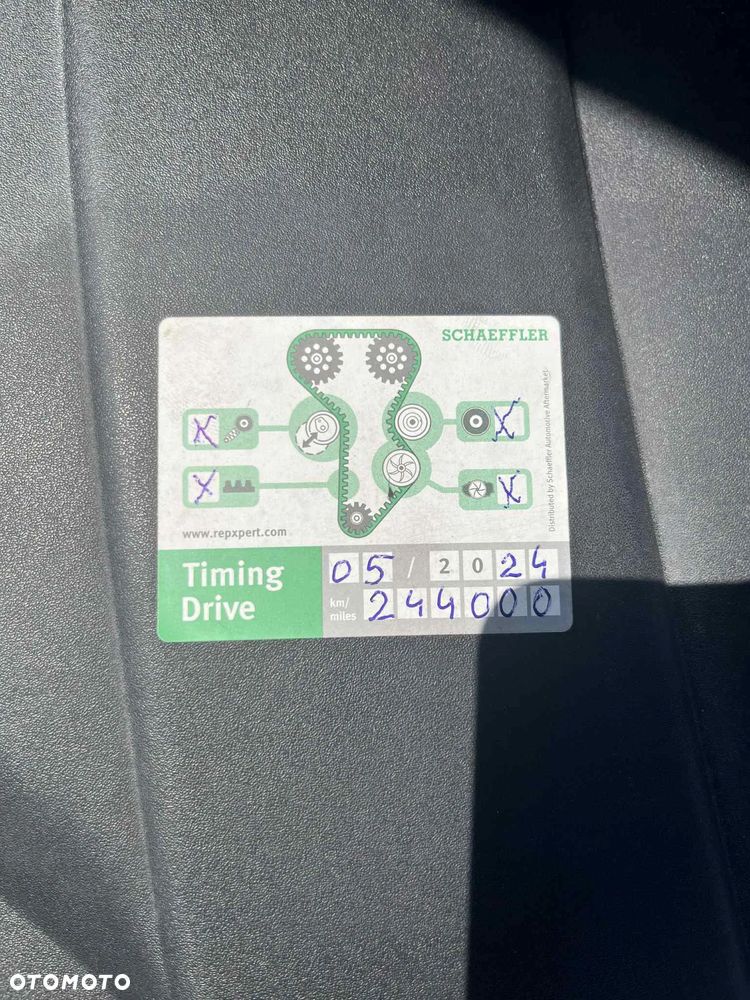 SCHAEFFLER
X
X
X
X
Distributed by Schaeffler Automotive Aftermarket
www.repxpert.com
Timing
Drive
05 / 2024
km/
miles
244000
OTOMOTO